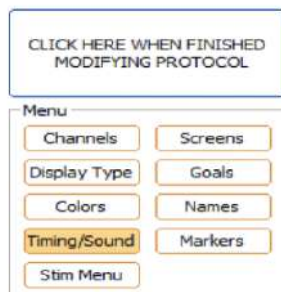 CLICK HERE WHEN FINISHED
MODIFYING PROTOCOL
Menu
Channels
Screens
Display Type
Goals
Colors
Names
Timing/Sound
Markers
Stim Menu